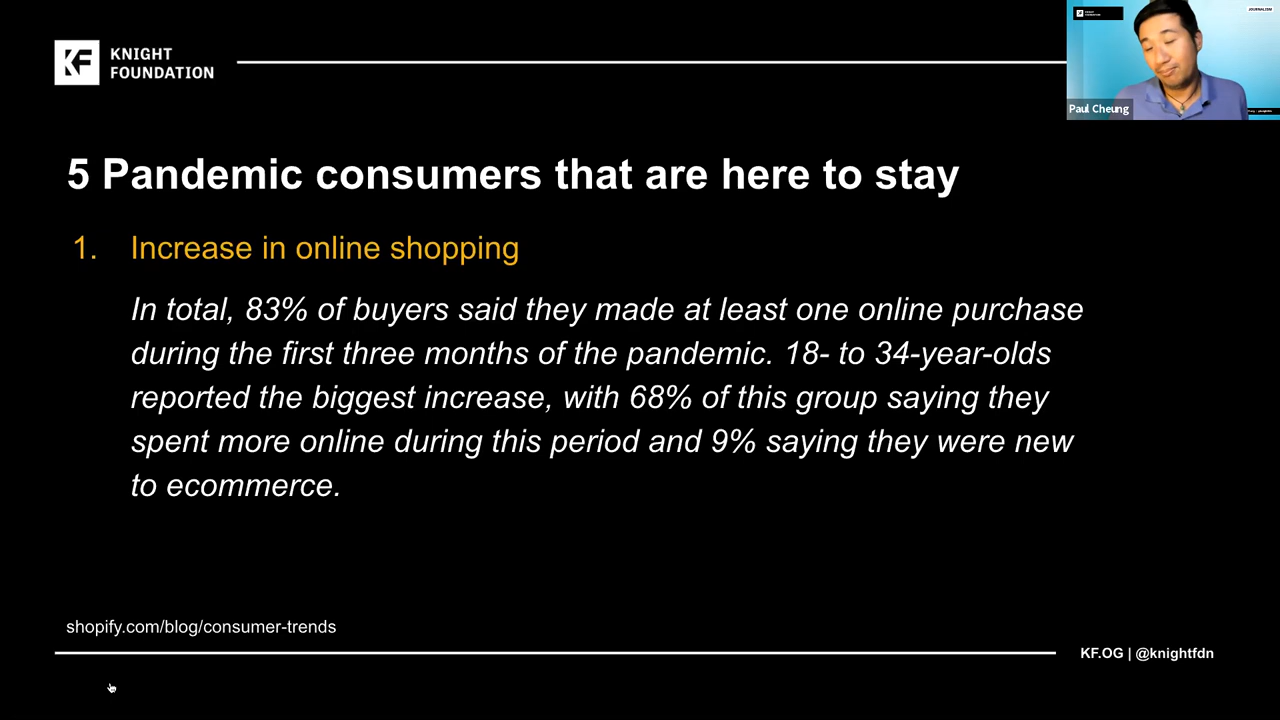 KNIGHT
FOUNDATION
JOURNALISM
Paul Cheung
5 Pandemic consumers that are here to stay
1. Increase in online shopping
In total, 83% of buyers said they made at least one online purchase
during the first three months of the pandemic. 18- to 34-year-olds
reported the biggest increase, with 68% of this group saying they
spent more online during this period and 9% saying they were new
to ecommerce.
shopify.com/blog/consumer-trends
KF.OG | @knightfdn